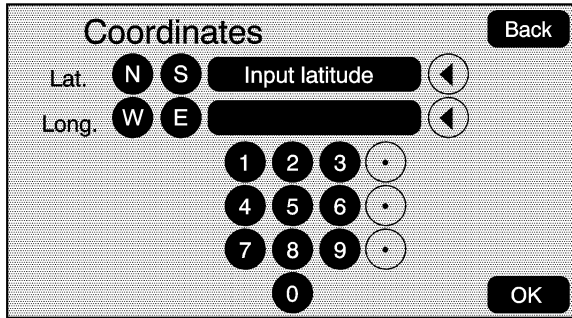 Coordinates Back
Lat. N S Input latitude
Long. W E
1 2 3 .
4 5 6 .
7 8 9 .
0 OK